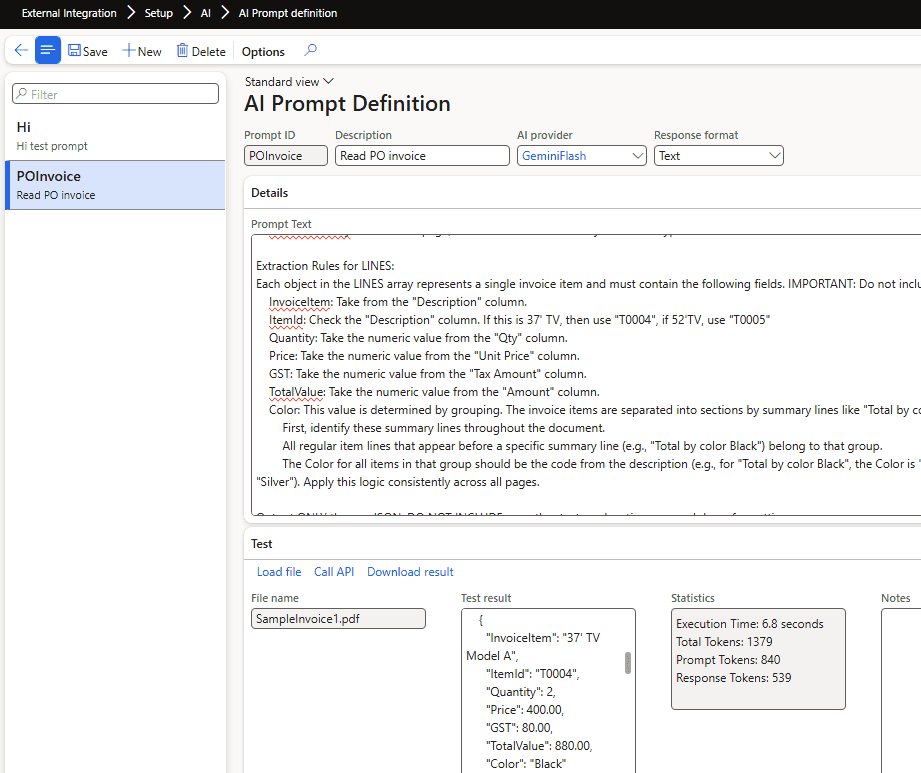 External Integration > Setup > AI > AI Prompt definition
Save New Delete Options
Filter
Hi
Hi test prompt
POInvoice
Read PO invoice
Standard view
AI Prompt Definition
Prompt ID Description AI provider Response format
POInvoice Read PO invoice GeminiFlash Text
Details
Prompt Text
Extraction Rules for LINES:
Each object in the LINES array represents a single invoice item and must contain the following fields. IMPORTANT: Do not
InvoiceItem: Take from the "Description" column.
ItemId: Check the "Description" column. If this is 37' TV, then use "T0004", if 52'TV, use "T0005"
Quantity: Take the numeric value from the "Qty" column.
Price: Take the numeric value from the "Unit Price" column.
GST: Take the numeric value from the "Tax Amount" column.
TotalValue: Take the numeric value from the "Amount" column.
Color: This value is determined by grouping. The invoice items are separated into sections by summary lines like "Total by
First, identify these summary lines throughout the document.
All regular item lines that appear before a specific summary line (e.g., "Total by color Black") belong to that group.
The Color for all items in that group should be the code from the description (e.g., for "Total by color Black", the Color is "
"Silver"). Apply this logic consistently across all pages.
Test
Load file Call API Download result
File name Test result Statistics Notes
SampleInvoice1.pdf
{
"InvoiceItem": "37' TV
Model A",
"ItemId": "T0004",
"Quantity": 2,
"Price": 400.00,
"GST": 80.00,
"TotalValue": 880.00,
"Color": "Black"
Execution Time: 6.8 seconds
Total Tokens: 1379
Prompt Tokens: 840
Response Tokens: 539